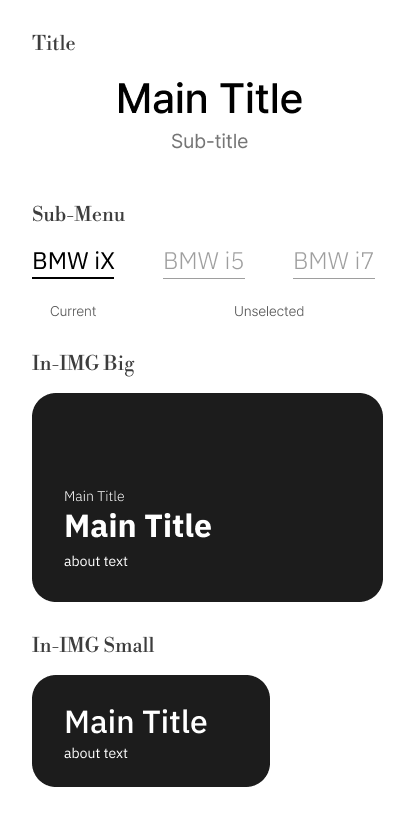 Title
Main Title
Sub-title
Sub-Menu
BMW iX BMW i5 BMW i7
Current Unselected
In-IMG Big
Main Title
Main Title
about text
In-IMG Small
Main Title
about text